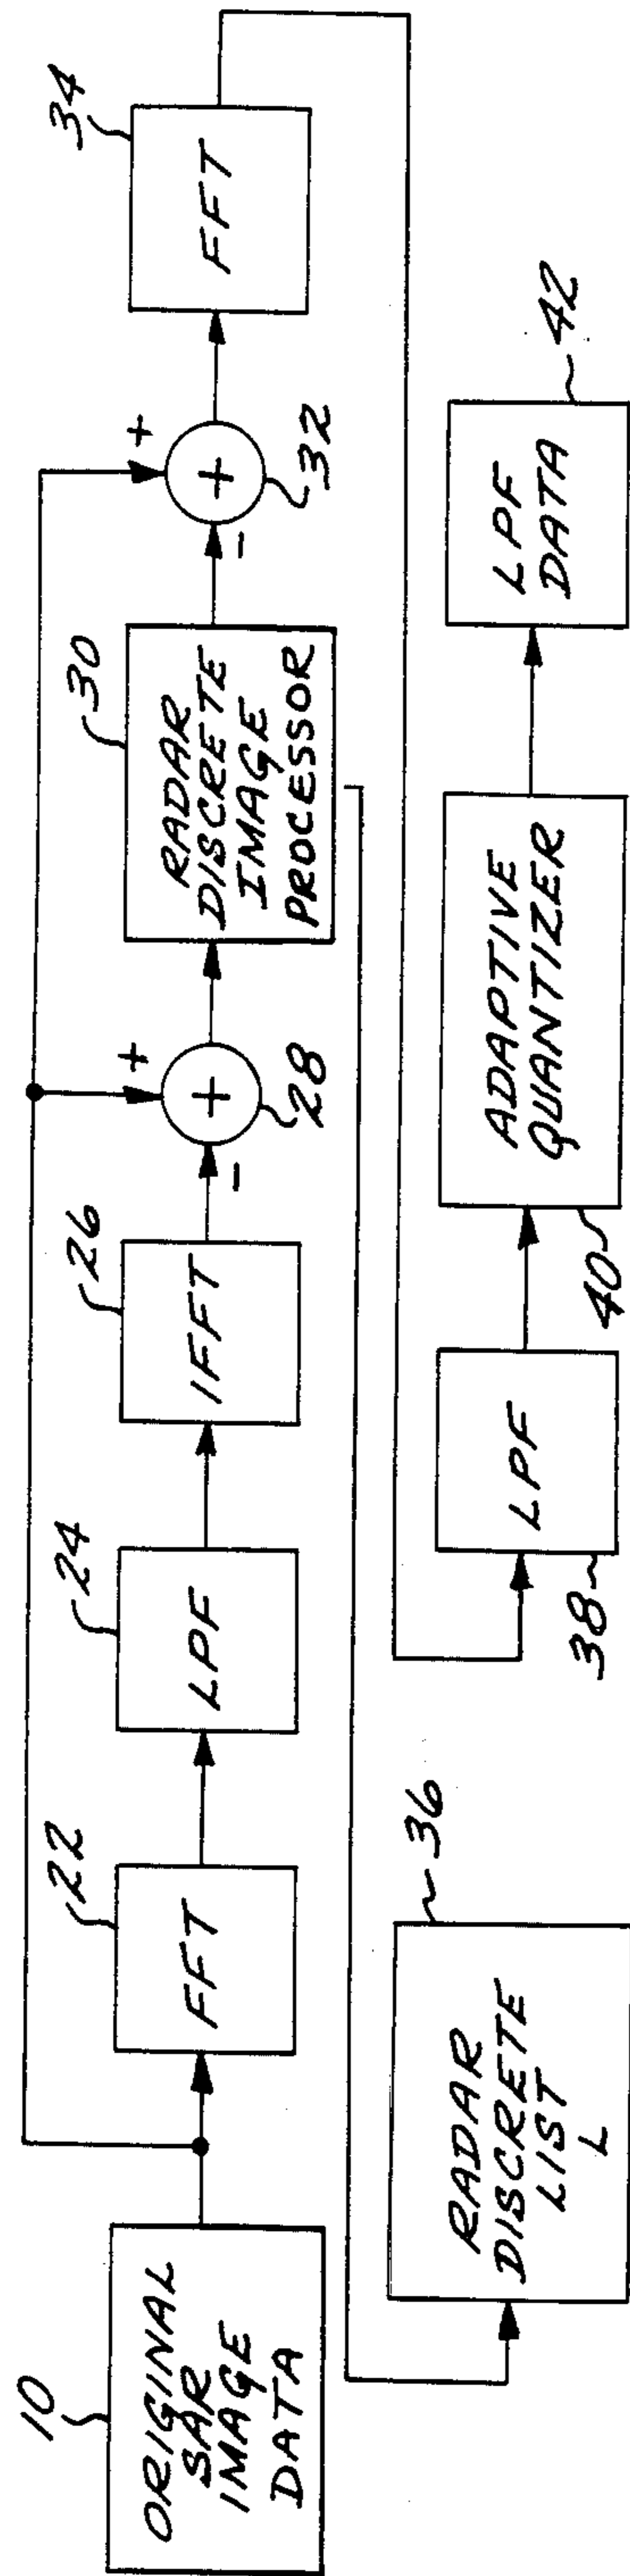 10
ORIGINAL
SAR
IMAGE
DATA
22
FFT
24
LPF
26
IFFT
+
-
+
28
30
RADAR
DISCRETE
IMAGE
PROCESSOR
+
-
+
32
34
FFT
36
RADAR
DISCRETE
LIST
L
LPF
38
ADAPTIVE
QUANTIZER
40
LPF
DATA
42